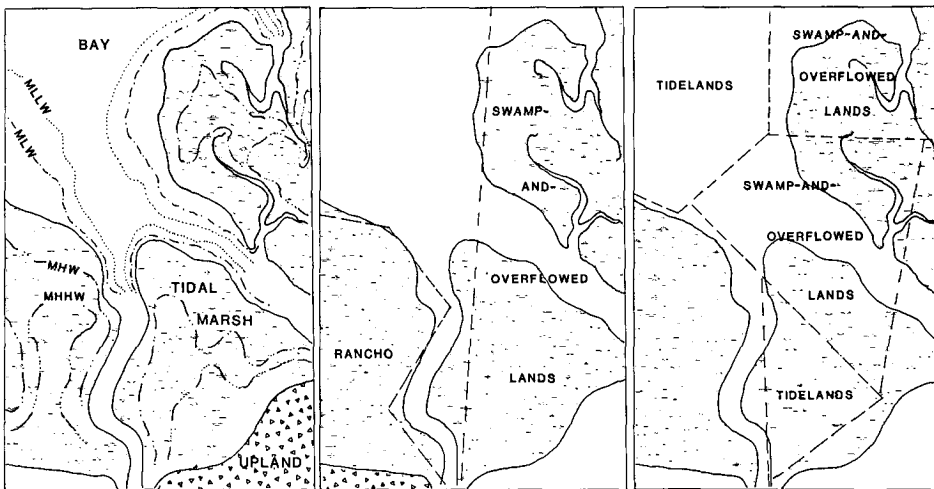 BAY
MLLW
MLW
MHW
MHHW
TIDAL
MARSH
UPLAND
SWAMP-
AND-
OVERFLOWED
RANCHO
LANDS
SWAMP-AND-
OVERFLOWED
LANDS
TIDELANDS
SWAMP-AND-
OVERFLOWED
LANDS
TIDELANDS